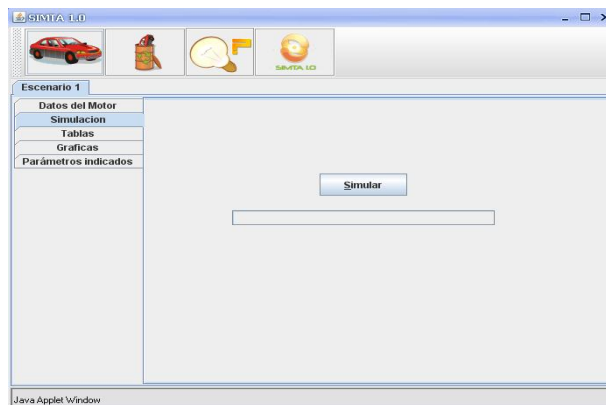 SIMTA 1.0
SIMTA 1.0
Escenario 1
Datos del Motor
Simulacion
Tablas
Graficas
Parámetros indicados
Simular
Java Applet Window